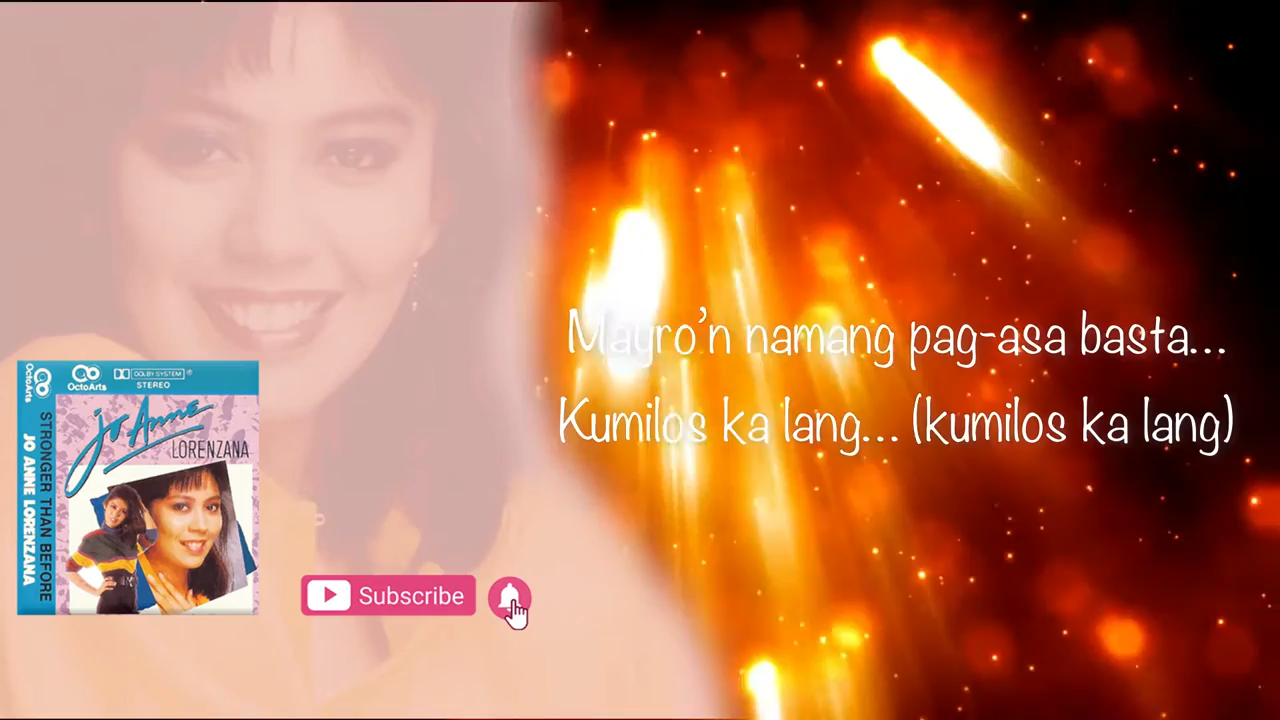 Mayro'n namang pag-asa basta...
Kumilos ka lang... (kumilos ka lang)
OctoArts
OctoArts
DOLBY SYSTEM ®
STEREO
STRONGER THAN BEFORE
JO ANNE LORENZANA
Jo Anne
LORENZANA
Subscribe